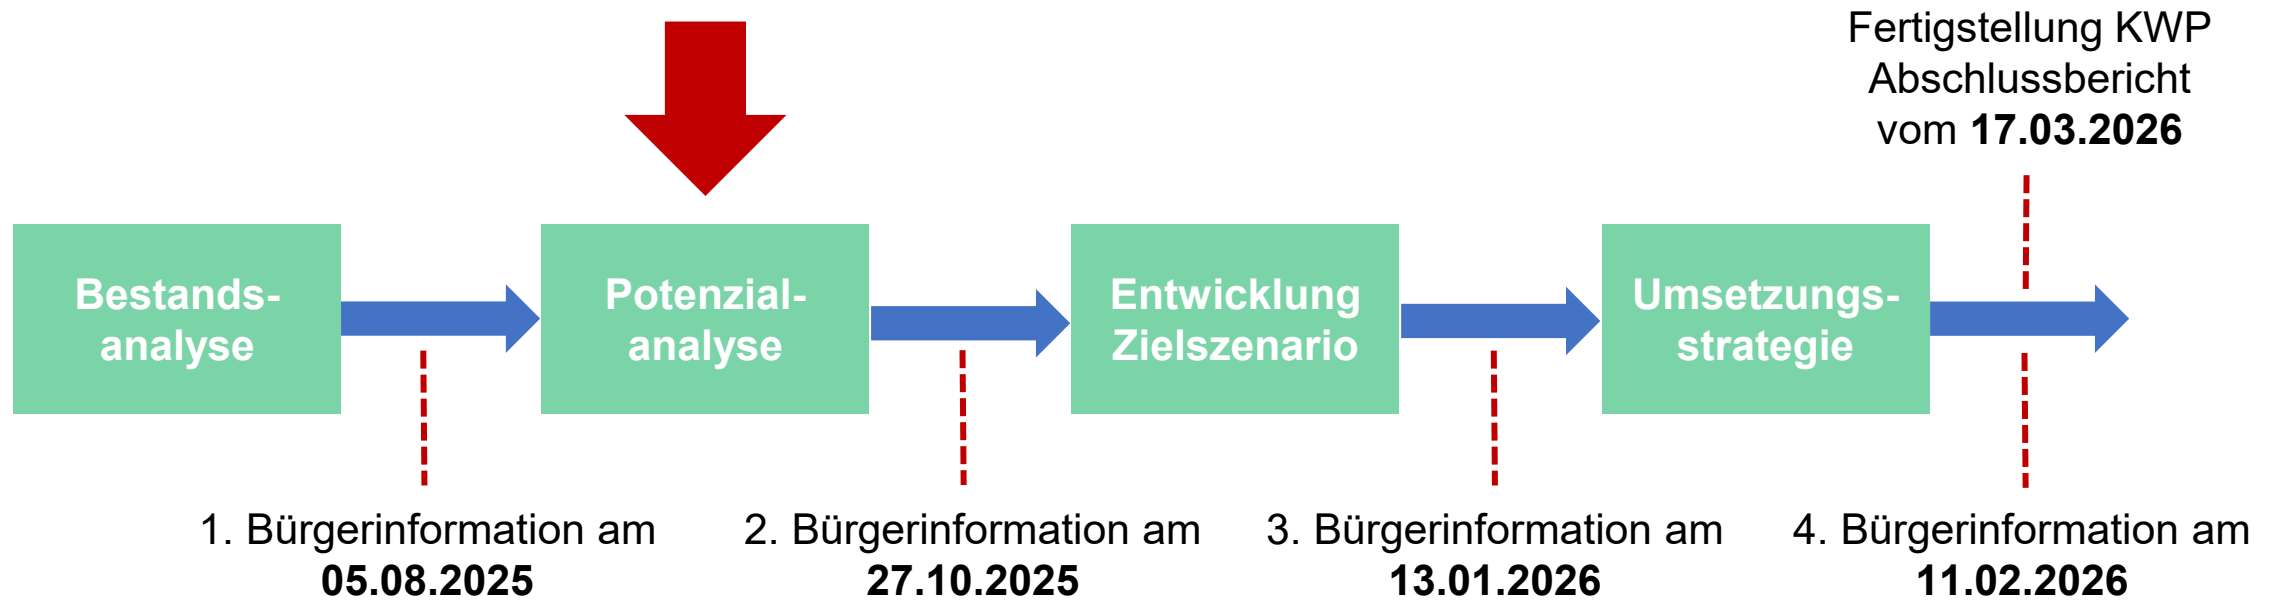 Fertigstellung KWP
Abschlussbericht
vom 17.03.2026
Bestands-
analyse
Potenzial-
analyse
Entwicklung
Zielszenario
Umsetzungs-
strategie
1. Bürgerinformation am
05.08.2025
2. Bürgerinformation am
27.10.2025
3. Bürgerinformation am
13.01.2026
4. Bürgerinformation am
11.02.2026